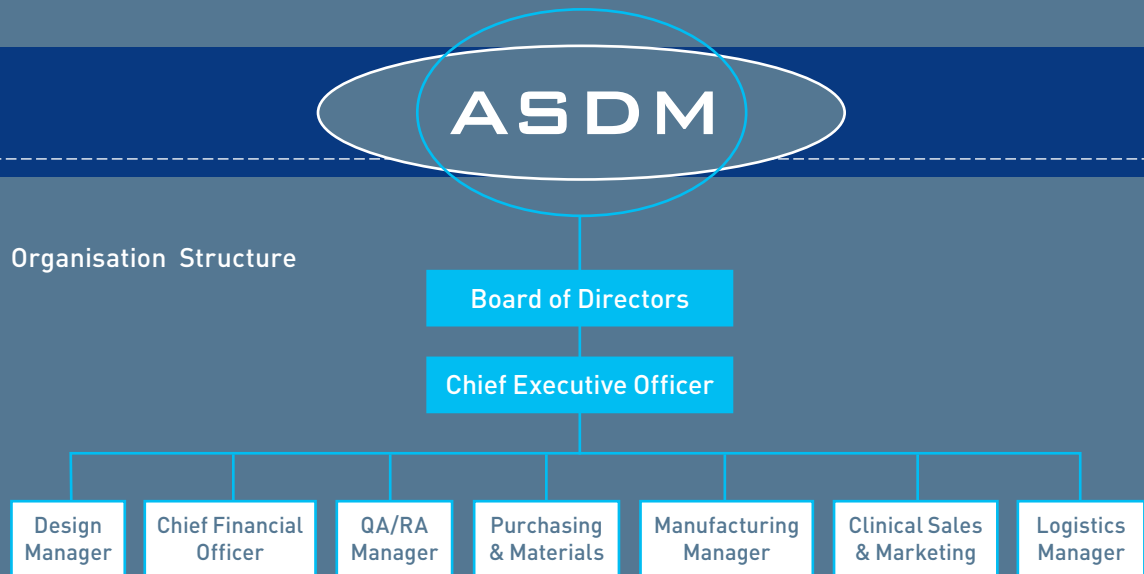 ASDM
Organisation Structure
Board of Directors
Chief Executive Officer
Design
Manager
Chief Financial
Officer
QA/RA
Manager
Purchasing
& Materials
Manufacturing
Manager
Clinical Sales
& Marketing
Logistics
Manager